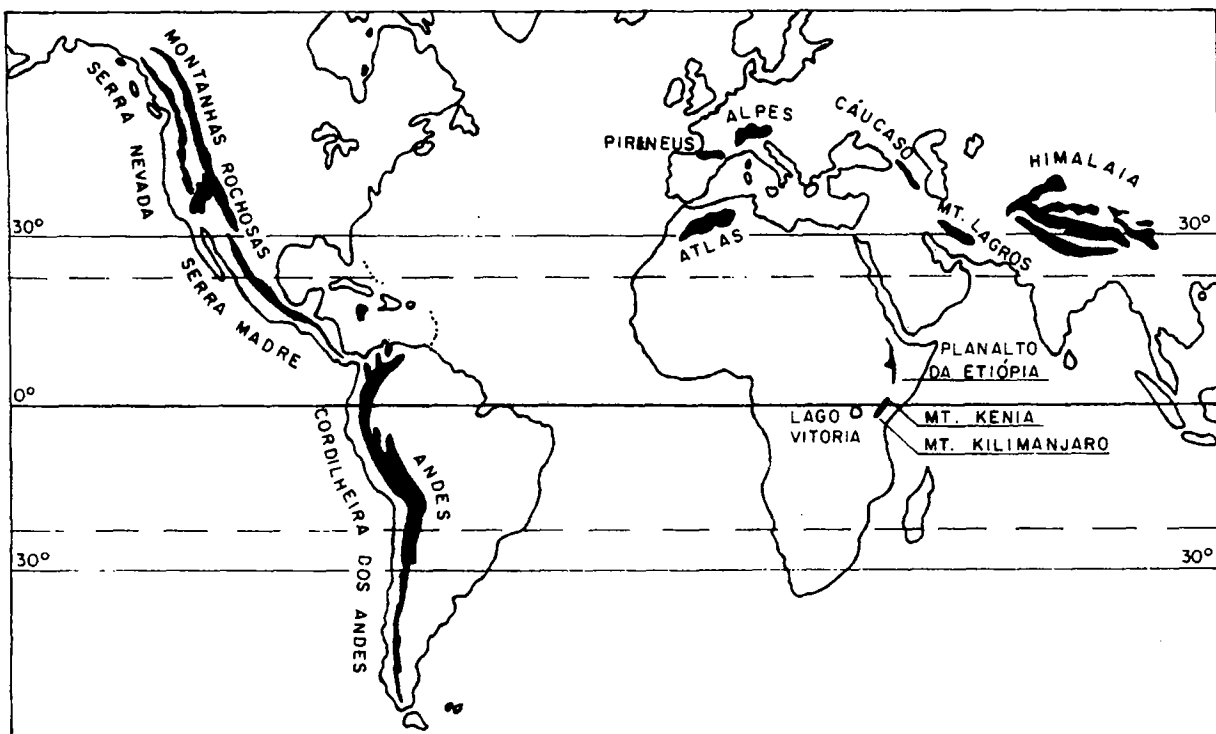 MONTANHAS ROCHOSAS
SERRA NEVADA
SERRA MADRE
ALPES
PIRINEUS
CÁUCASO
HIMALAIA
ATLAS
MT. LAGROS
30°
30°
PLANALTO
DA ETIÓPIA
0°
LAGO
VITORIA
MT. KENIA
MT. KILIMANJARO
CORDILHEIRA DOS ANDES
ANDES
30°
30°